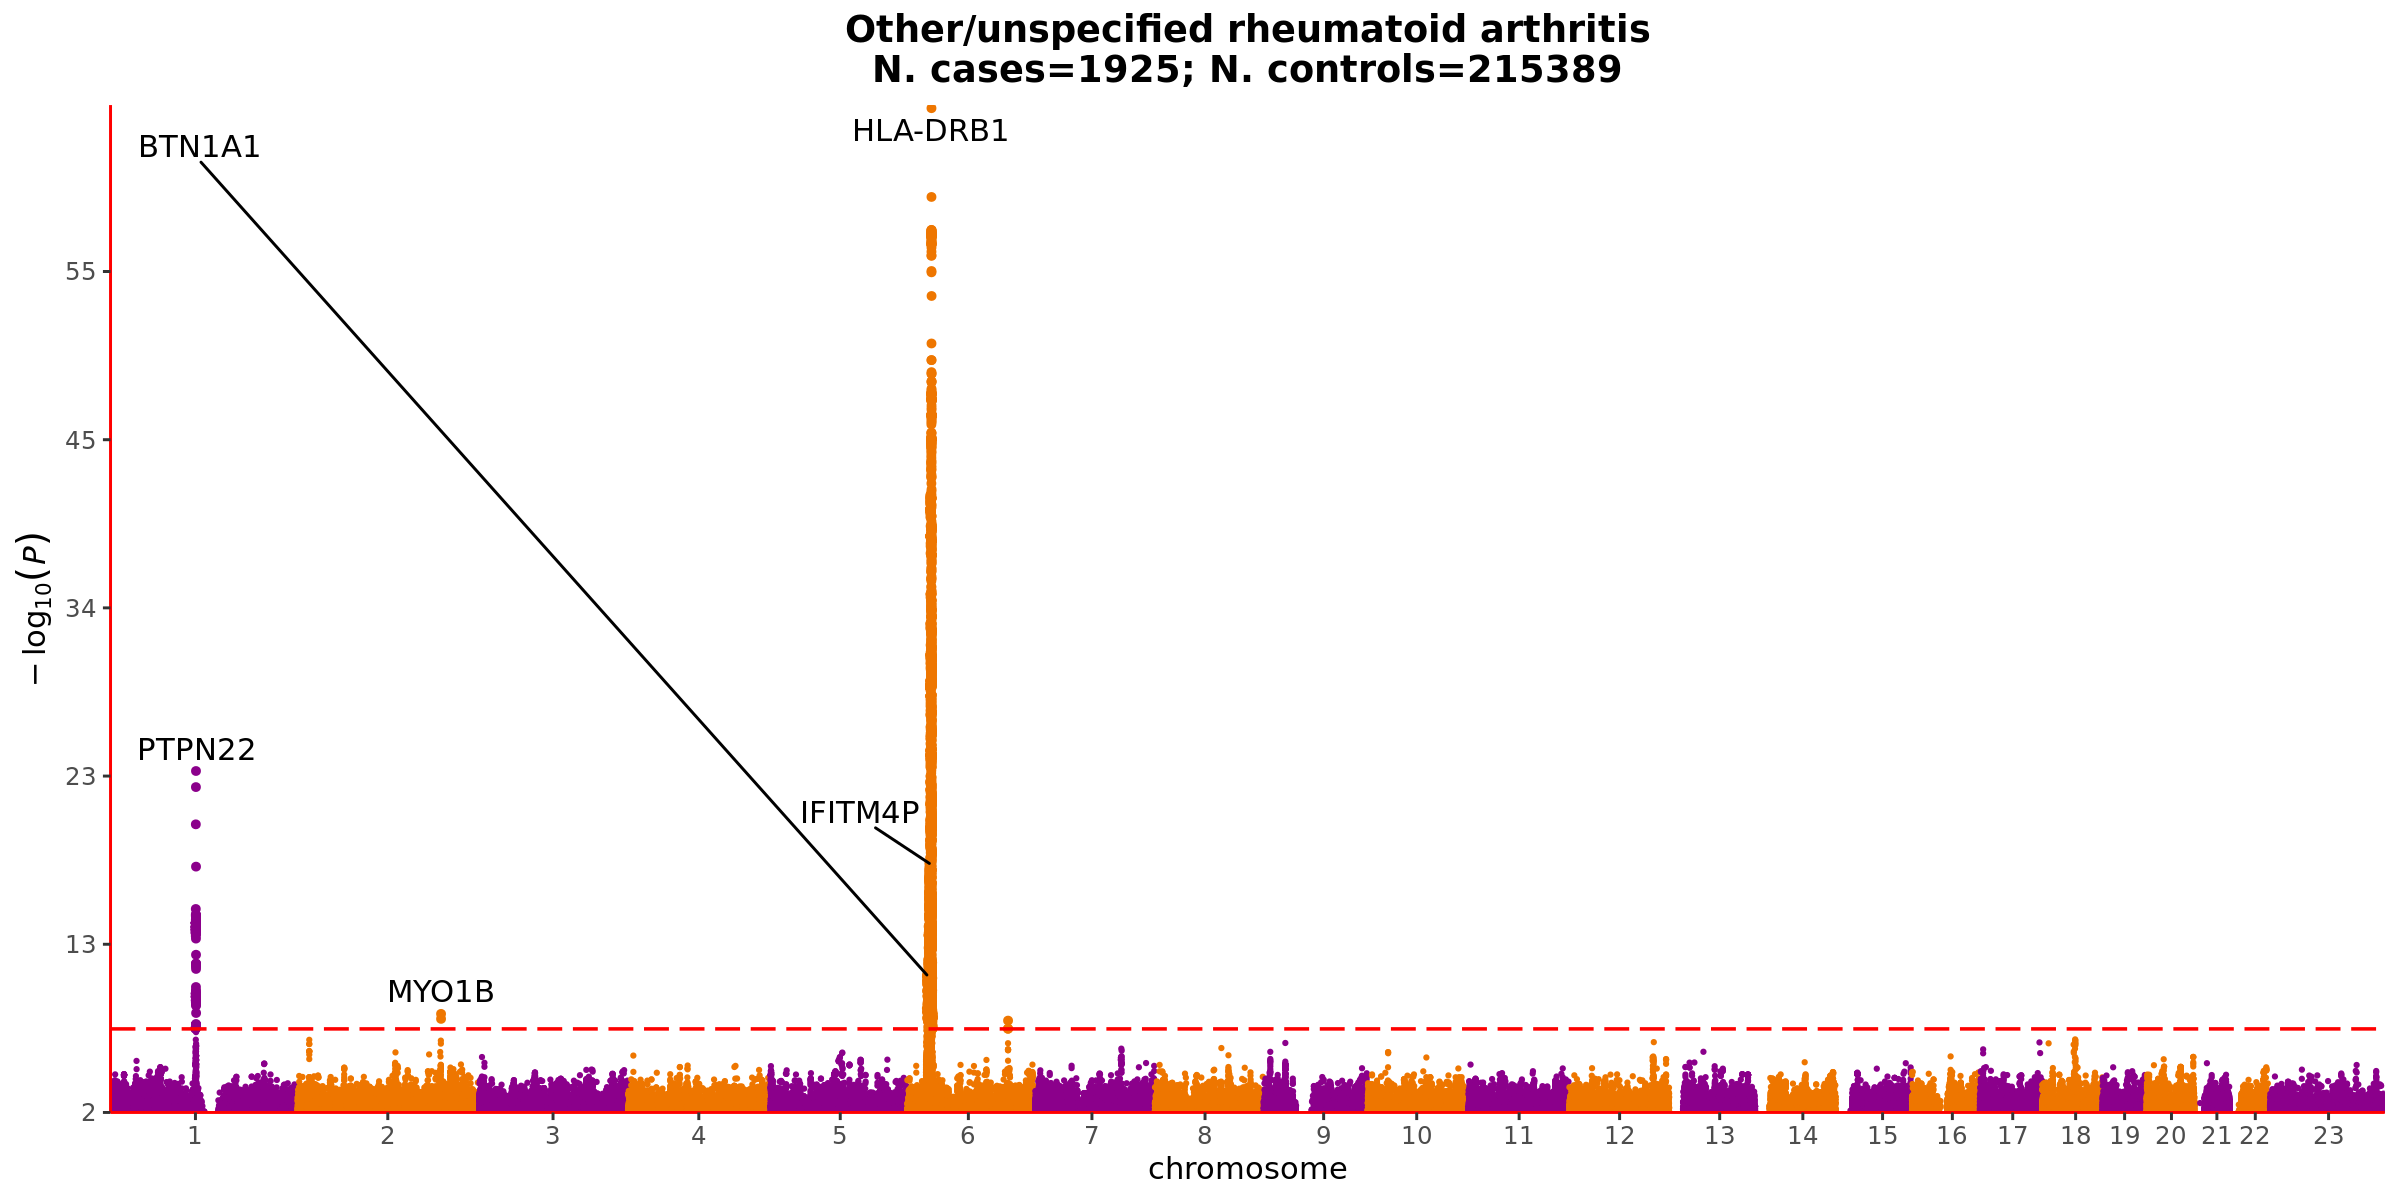 Other/unspecified rheumatoid arthritis
N. cases=1925; N. controls=215389
BTN1A1
HLA-DRB1
PTPN22
IFITM4P
MYO1B
−log10(P)
55
45
34
23
13
2
1 2 3 4 5 6 7 8 9 10 11 12 13 14 15 16 17 18 19 20 21 22 23
chromosome